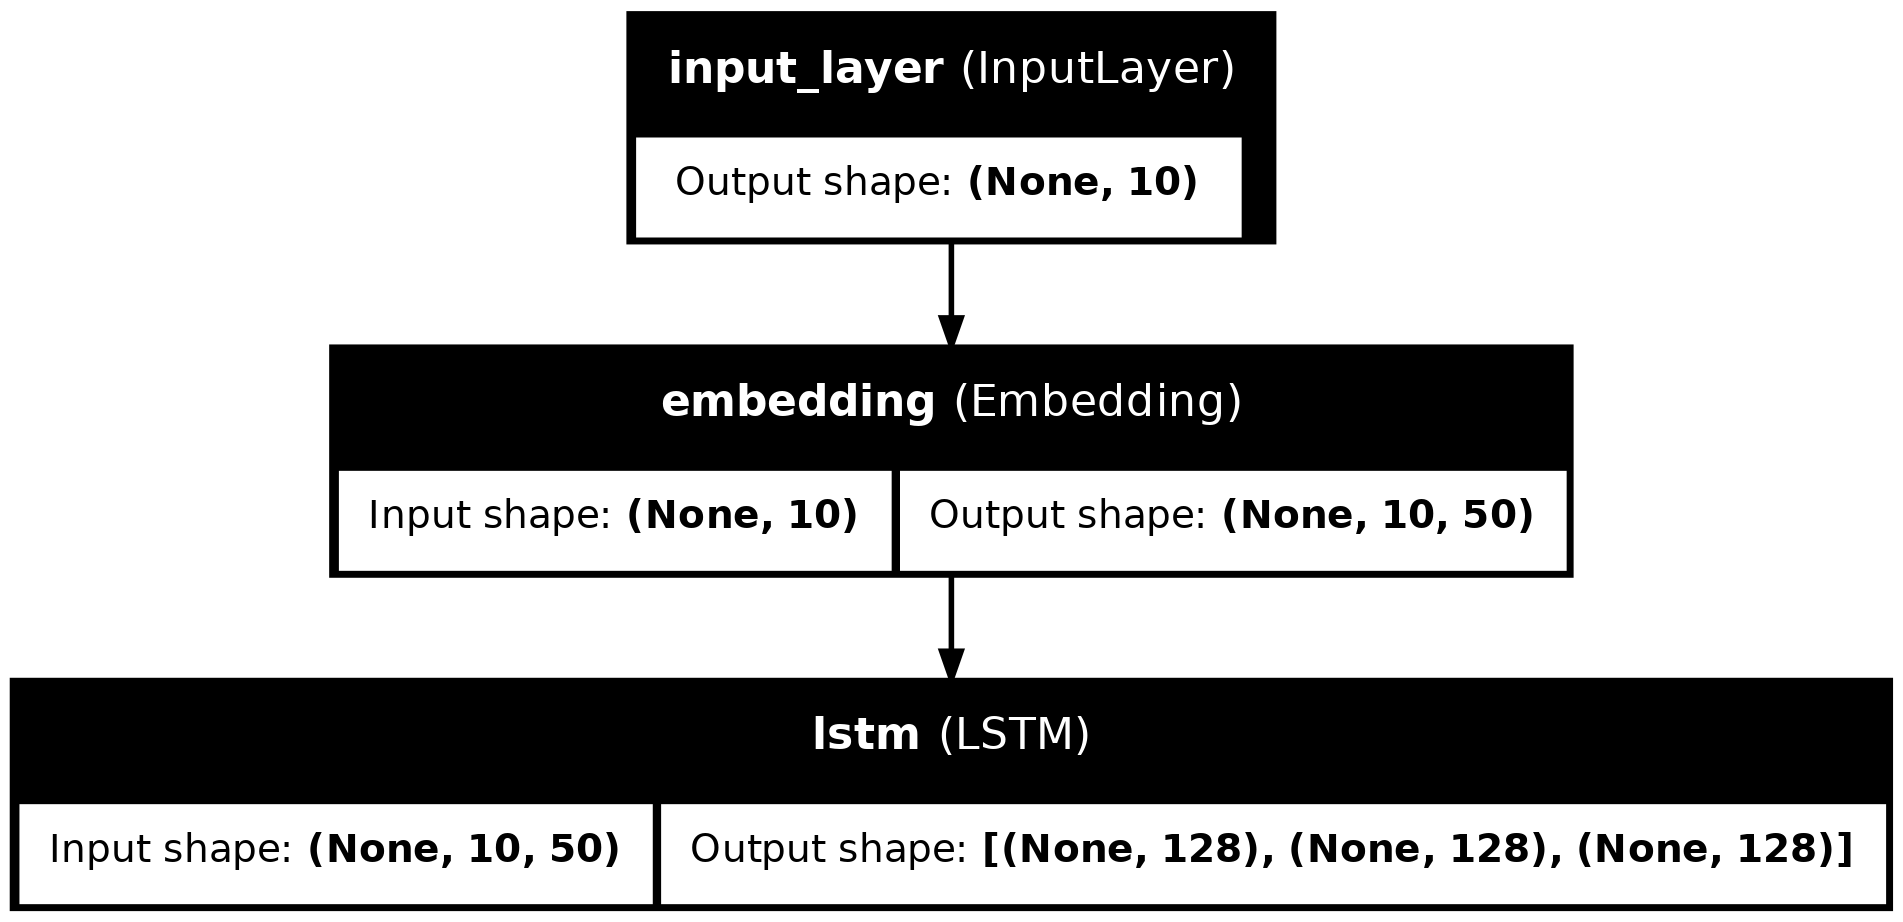 input_layer (InputLayer)
Output shape: (None, 10)
embedding (Embedding)
Input shape: (None, 10) Output shape: (None, 10, 50)
lstm (LSTM)
Input shape: (None, 10, 50) Output shape: [(None, 128), (None, 128), (None, 128)]